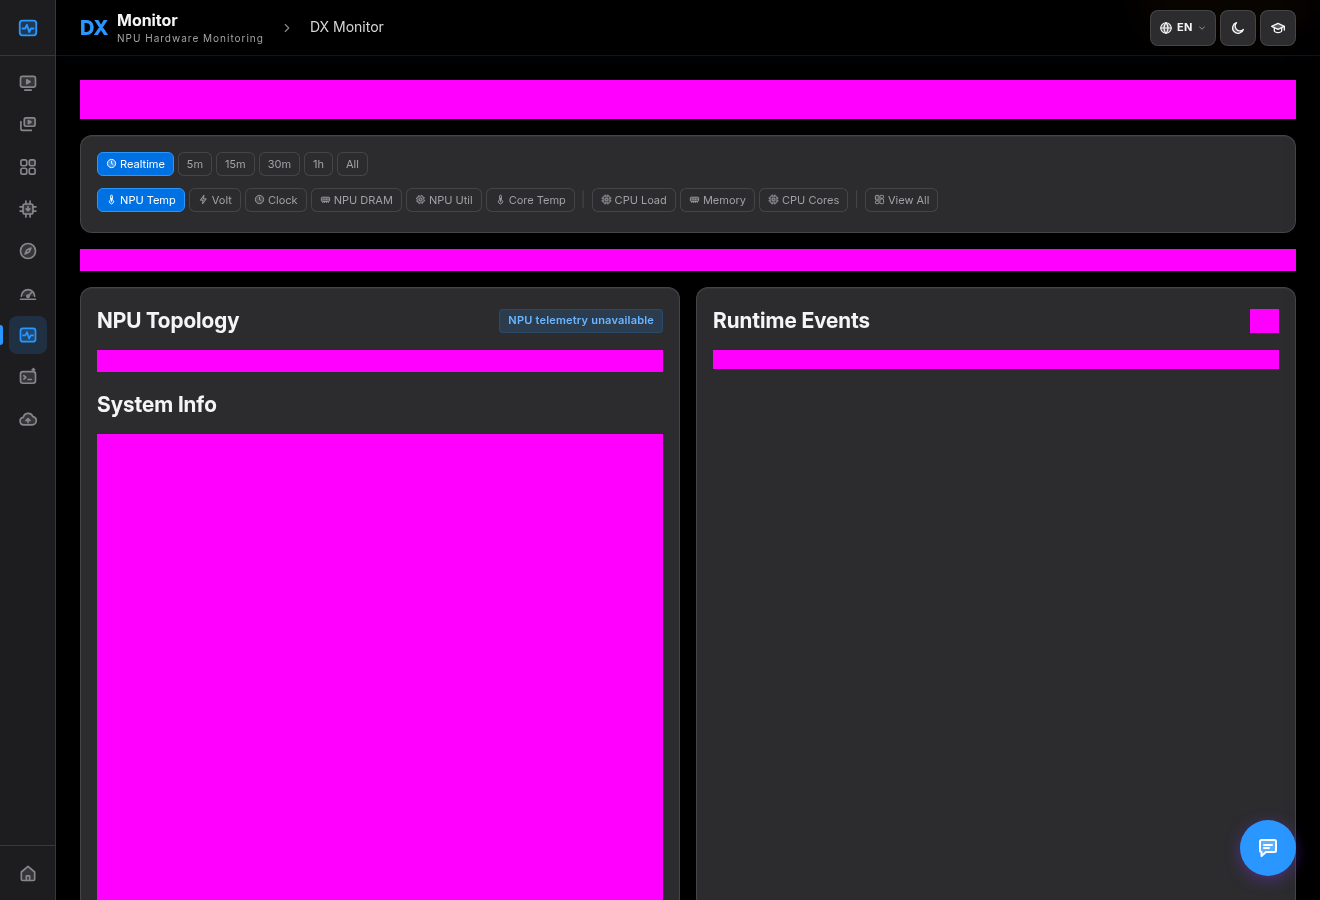 DX Monitor
NPU Hardware Monitoring
DX Monitor
EN
Realtime 5m 15m 30m 1h All
NPU Temp Volt Clock NPU DRAM NPU Util Core Temp CPU Load Memory CPU Cores View All
NPU Topology
NPU telemetry unavailable
System Info
Runtime Events